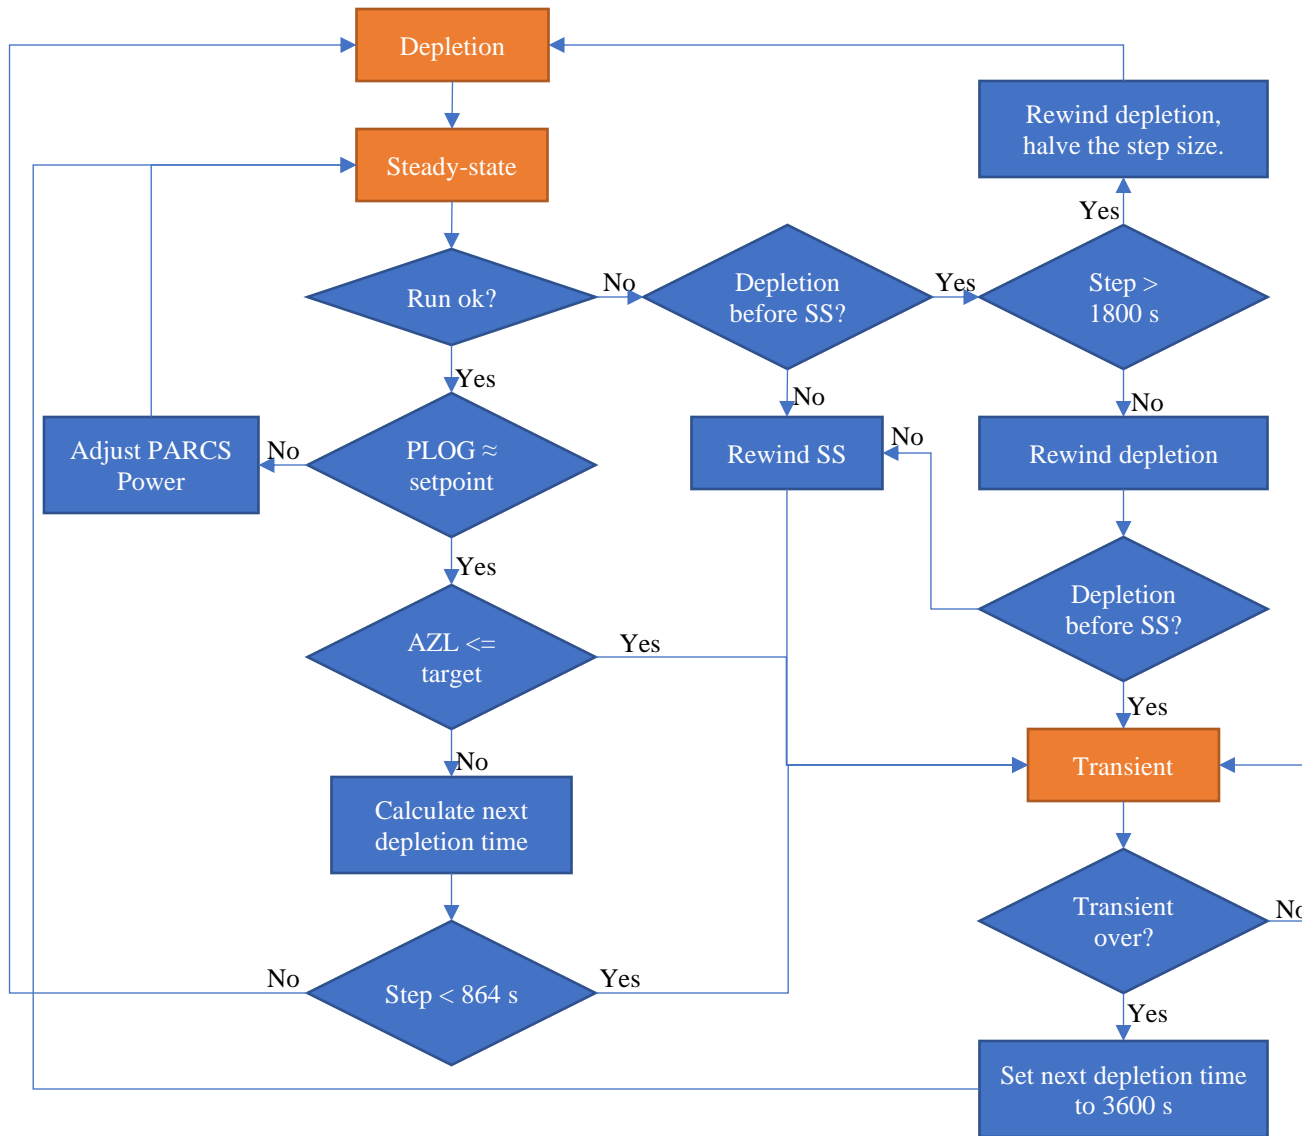 Depletion
Rewind depletion,
halve the step size.
Steady-state
Yes
Run ok?
No
Depletion
before SS?
Yes
Step >
1800 s
Yes
No
No
Adjust PARCS
Power
No
PLOG ≈
setpoint
Rewind SS
No
Rewind depletion
Yes
AZL <=
target
Yes
Depletion
before SS?
No
Yes
Transient
Calculate next
depletion time
Transient
over?
No
No
Step < 864 s
Yes
Yes
Set next depletion time
to 3600 s